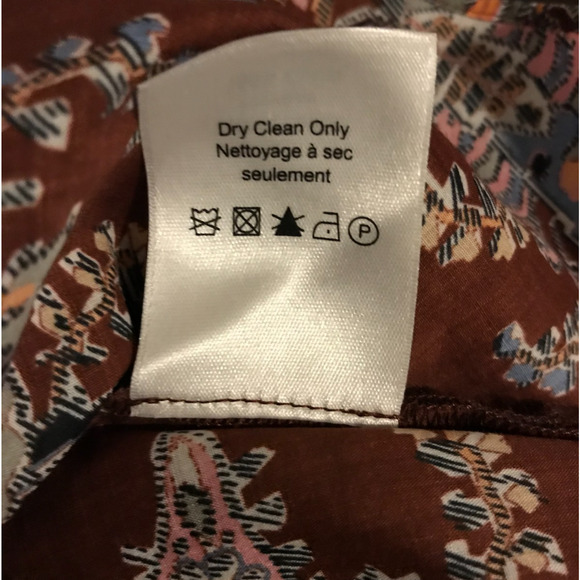 Dry Clean Only
Nettoyage à sec
seulement
P